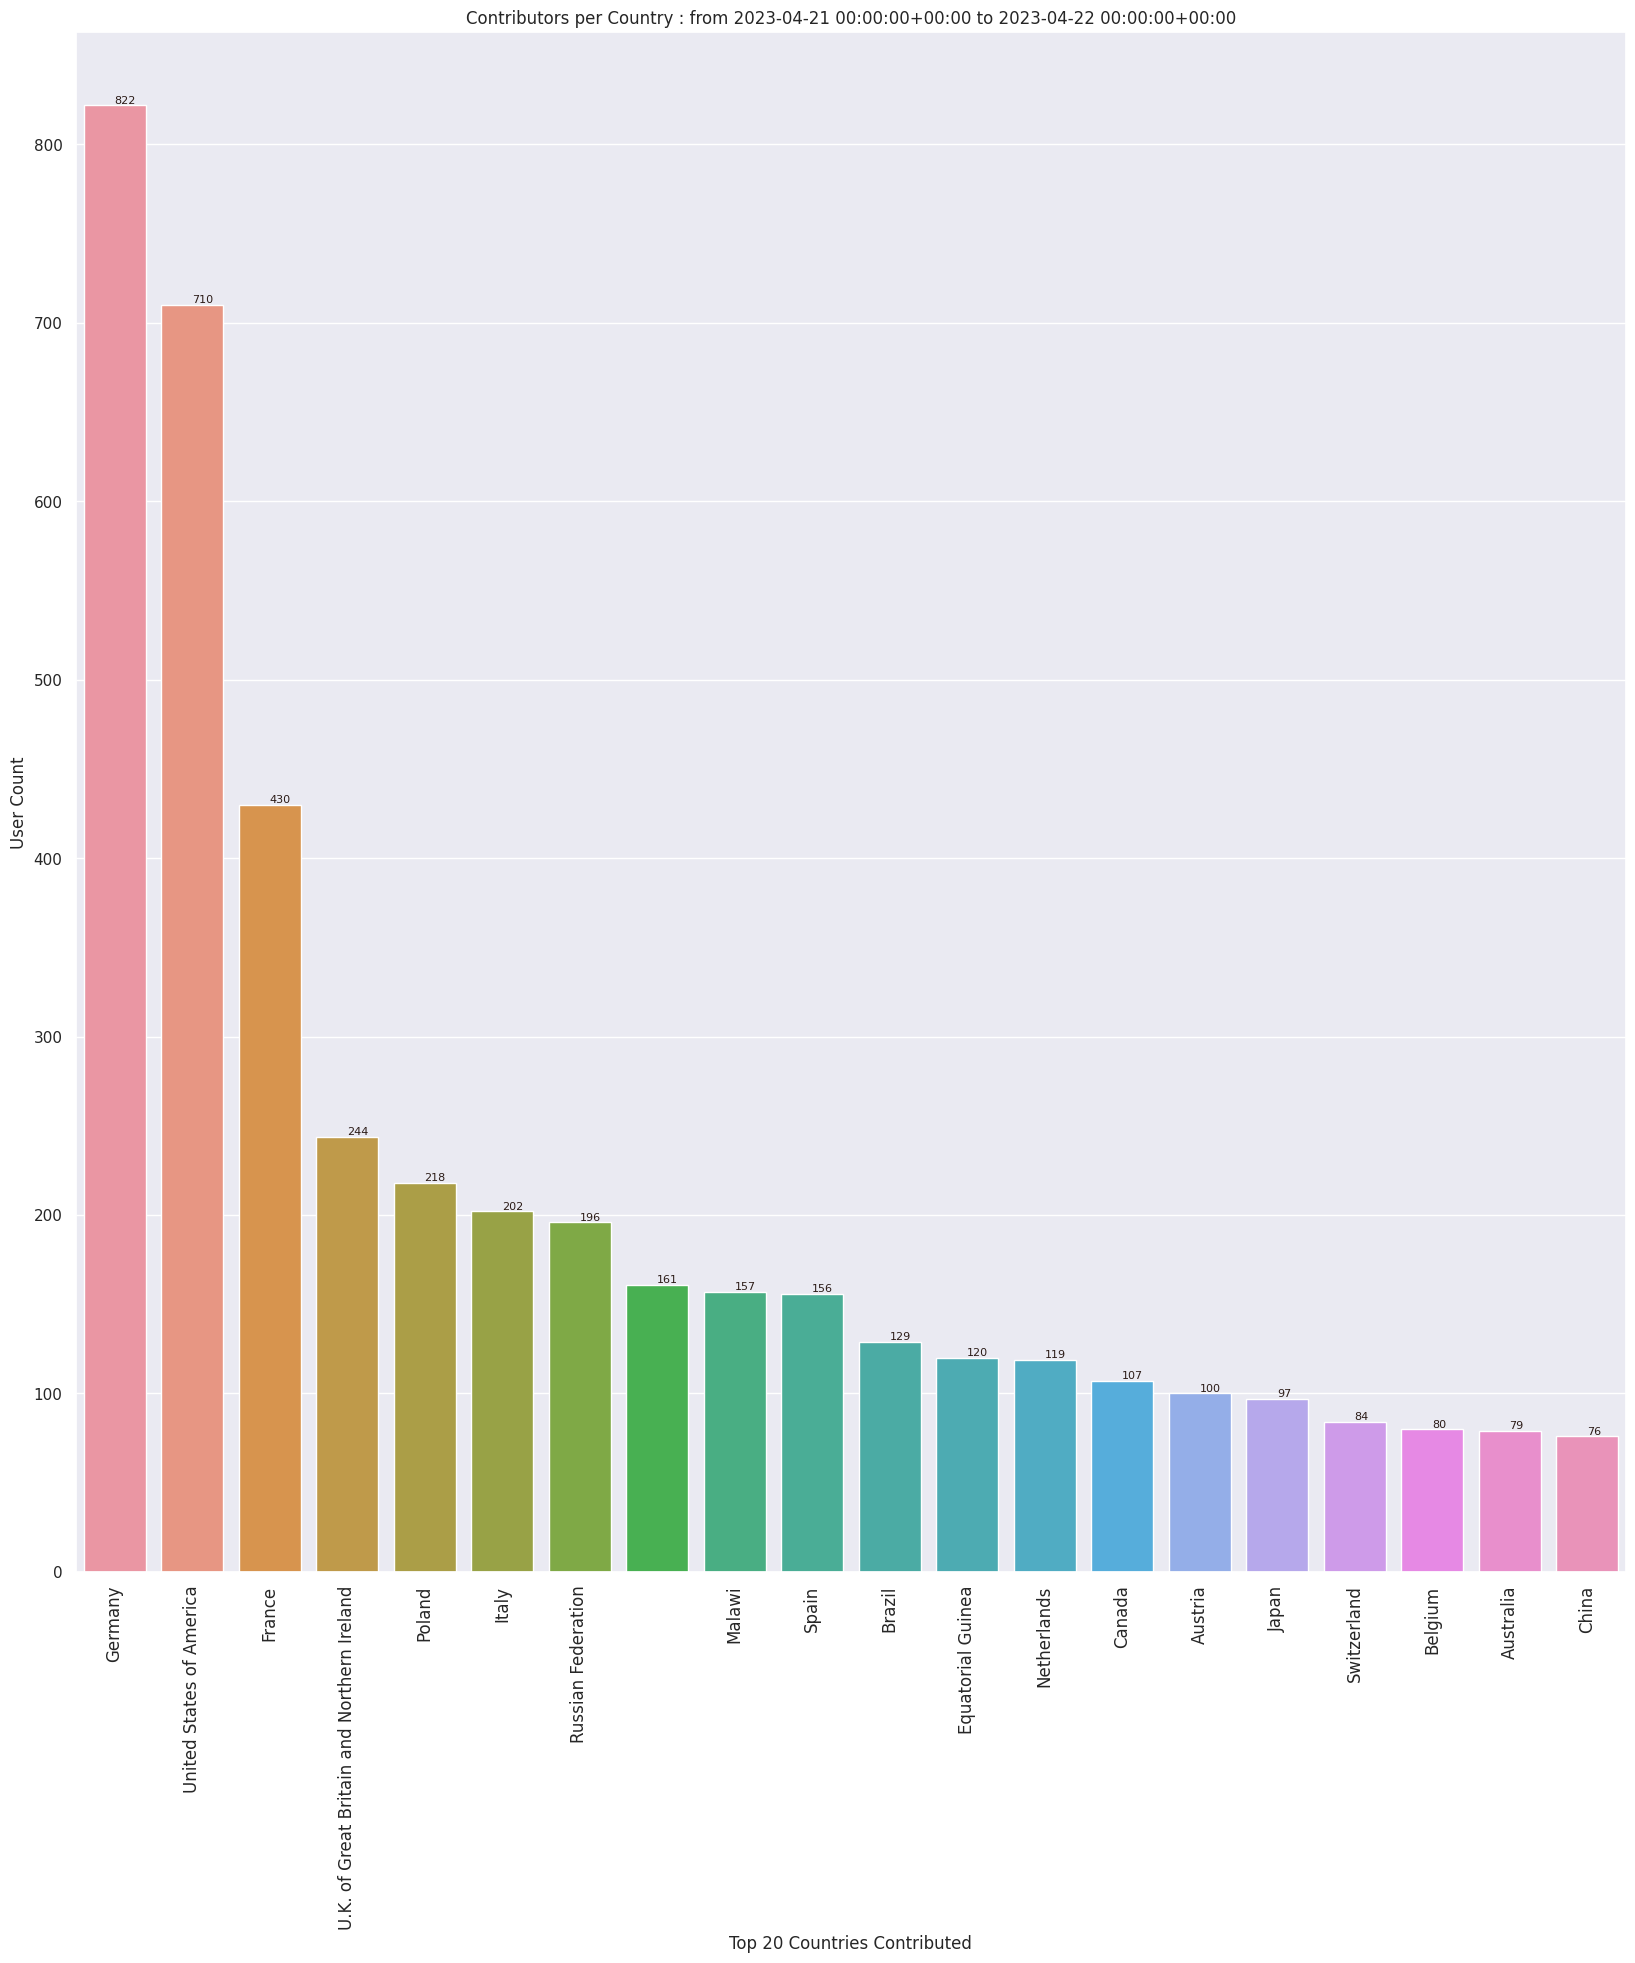 Contributors per Country : from 2023-04-21 00:00:00+00:00 to 2023-04-22 00:00:00+00:00
User Count
800
700
600
500
400
300
200
100
0
822
710
430
244
218
202
196
161
157
156
129
120
119
107
100
97
84
80
79
76
Germany
United States of America
France
U.K. of Great Britain and Northern Ireland
Poland
Italy
Russian Federation
Malawi
Spain
Brazil
Equatorial Guinea
Netherlands
Canada
Austria
Japan
Switzerland
Belgium
Australia
China
Top 20 Countries Contributed